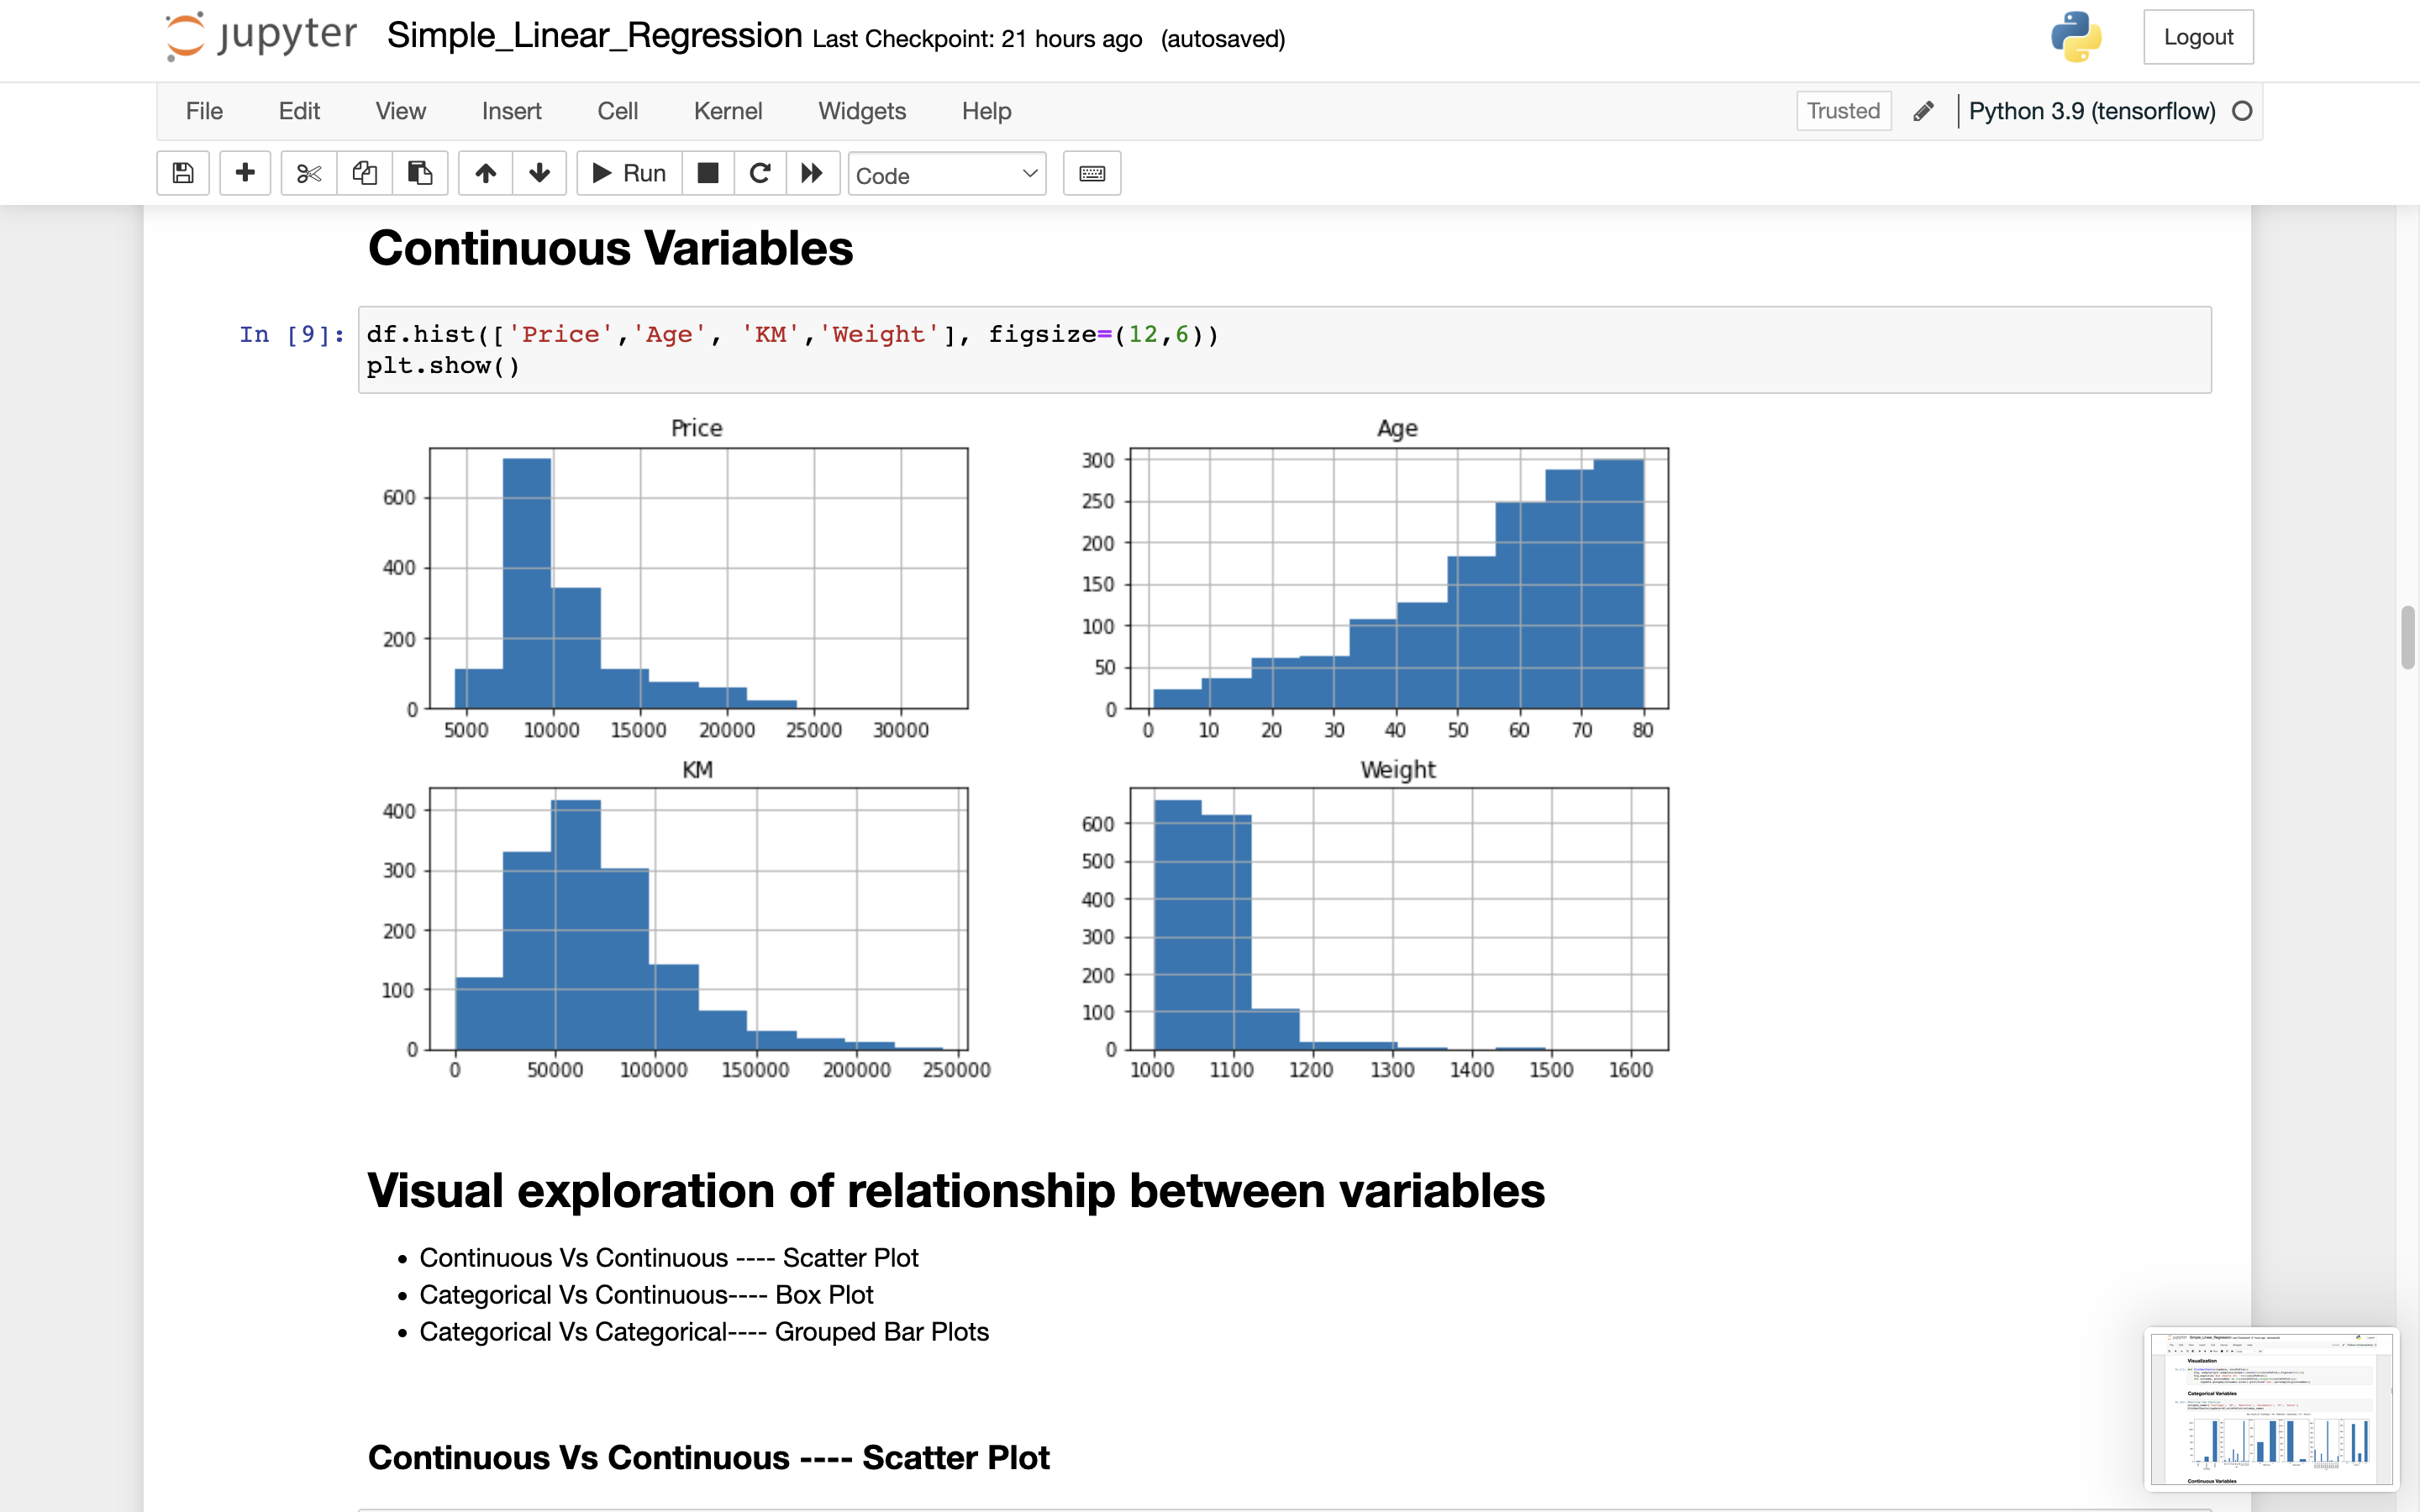 jupyter Simple_Linear_Regression Last Checkpoint: 21 hours ago (autosaved) Logout
File Edit View Insert Cell Kernel Widgets Help Trusted Python 3.9 (tensorflow)
Run Code
Continuous Variables
In [9]: df.hist(['Price','Age', 'KM','Weight'], figsize=(12,6))
plt.show()
Price
600
400
200
0
5000 10000 15000 20000 25000 30000
Age
300
250
200
150
100
50
0
0 10 20 30 40 50 60 70 80
KM
400
300
200
100
0
0 50000 100000 150000 200000 250000
Weight
600
500
400
300
200
100
0
1000 1100 1200 1300 1400 1500 1600
Visual exploration of relationship between variables
• Continuous Vs Continuous ---- Scatter Plot
• Categorical Vs Continuous---- Box Plot
• Categorical Vs Categorical---- Grouped Bar Plots
Continuous Vs Continuous ---- Scatter Plot
Visualization
Categorical Variables
Continuous Variables